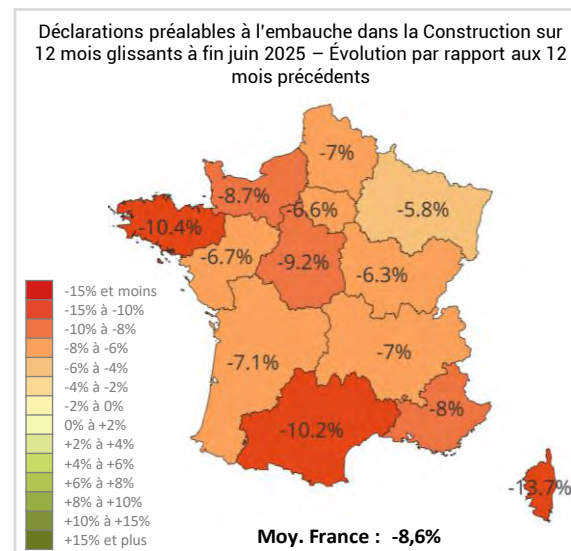 Déclarations préalables à l'embauche dans la Construction sur
12 mois glissants à fin juin 2025 – Évolution par rapport aux 12
mois précédents
-7%
-8.7%
-6.6%
-5.8%
-10.4%
-6.7%
-9.2%
-6.3%
-7.1%
-7%
-8%
-10.2%
-13.7%
-15% et moins
-15% à -10%
-10% à -8%
-8% à -6%
-6% à -4%
-4% à -2%
-2% à 0%
0% à +2%
+2% à +4%
+4% à +6%
+6% à +8%
+8% à +10%
+10% à +15%
+15% et plus
Moy. France : -8,6%